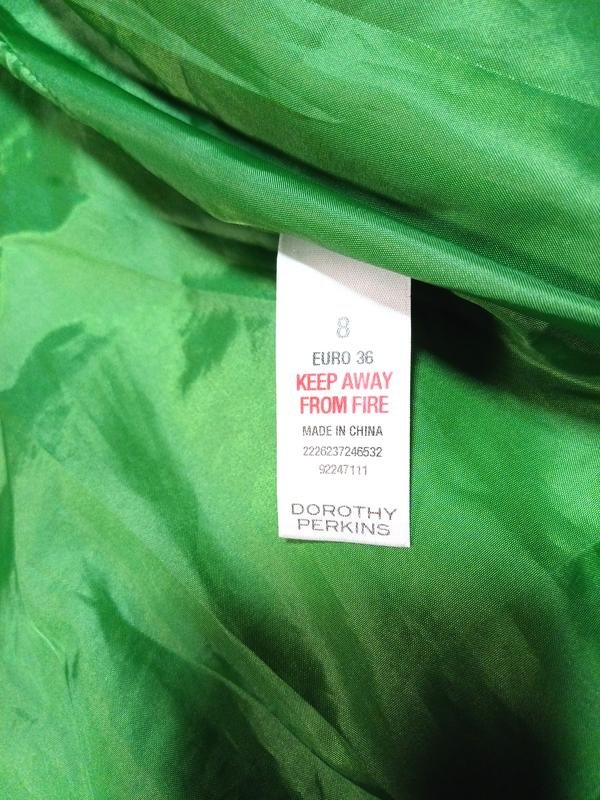 8
EURO 36
KEEP AWAY
FROM FIRE
MADE IN CHINA
2226237246532
92247111
DOROTHY
PERKINS